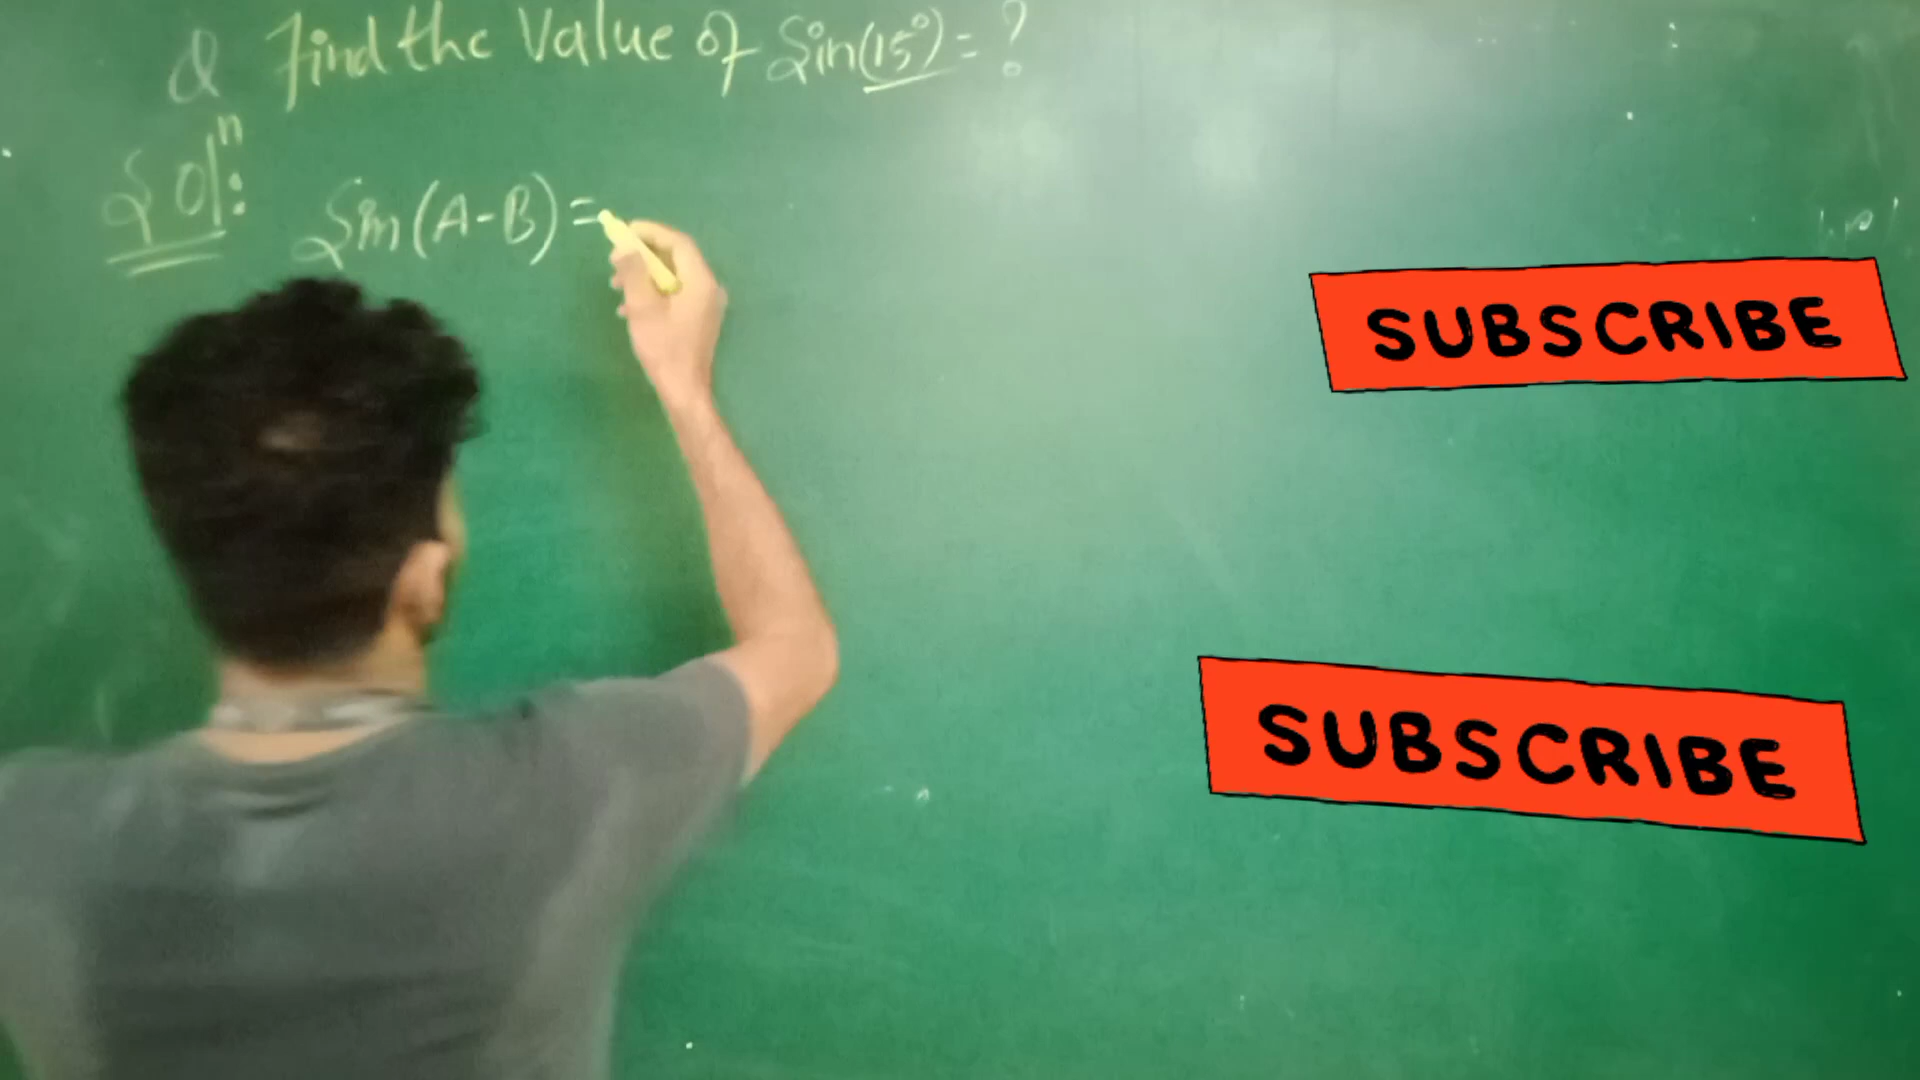 Q Find the Value of Sin(15°) = ?
Solⁿ: Sin(A-B) =
SUBSCRIBE
SUBSCRIBE